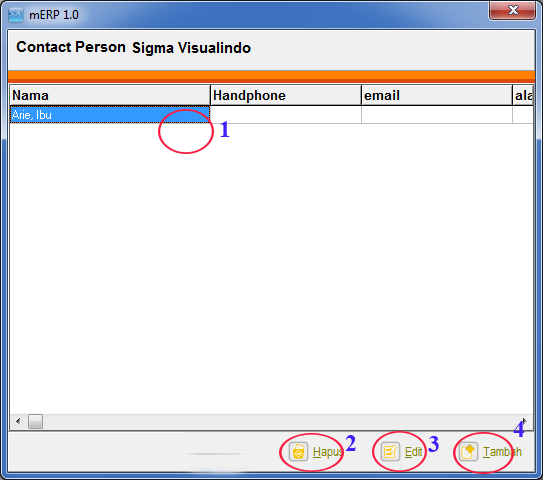 mERP 1.0
Contact Person Sigma Visualindo
Nama Handphone email ala
Arie, Ibu
1
Hapus 2 Edit 3 Tambah 4